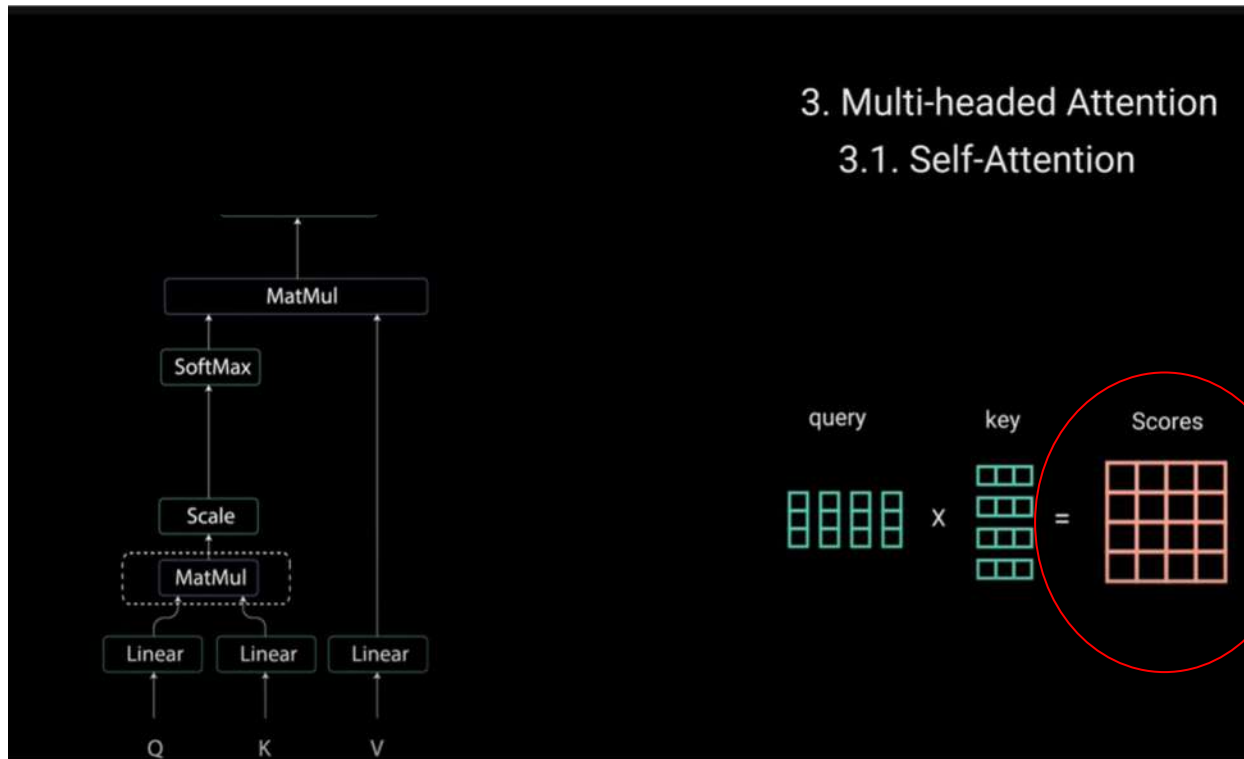 3. Multi-headed Attention
3.1. Self-Attention
MatMul
SoftMax
Scale
MatMul
Linear Linear Linear
Q K V
query key Scores
X =